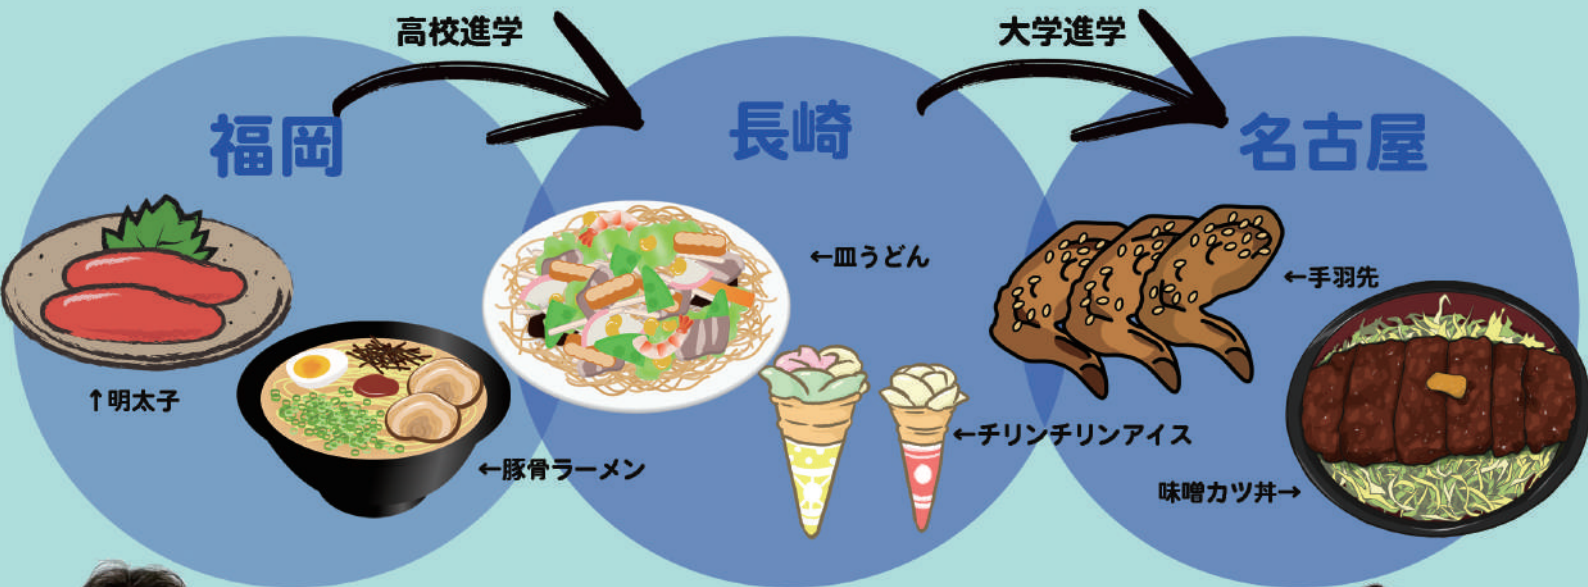 高校進学
大学進学
福岡
長崎
名古屋
←皿うどん
←手羽先
↑明太子
←チリンチリンアイス
←豚骨ラーメン
味噌カツ丼→